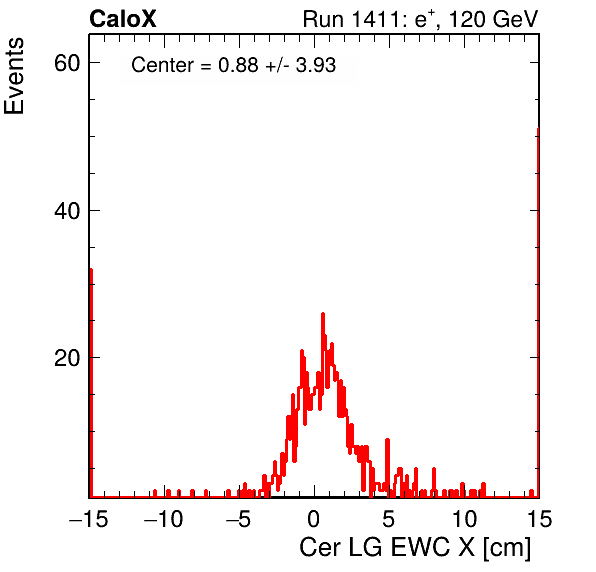 CaloX Run 1411: e⁺, 120 GeV
Center = 0.88 +/- 3.93
Events
60
40
20
−15 −10 −5 0 5 10 15
Cer LG EWC X [cm]